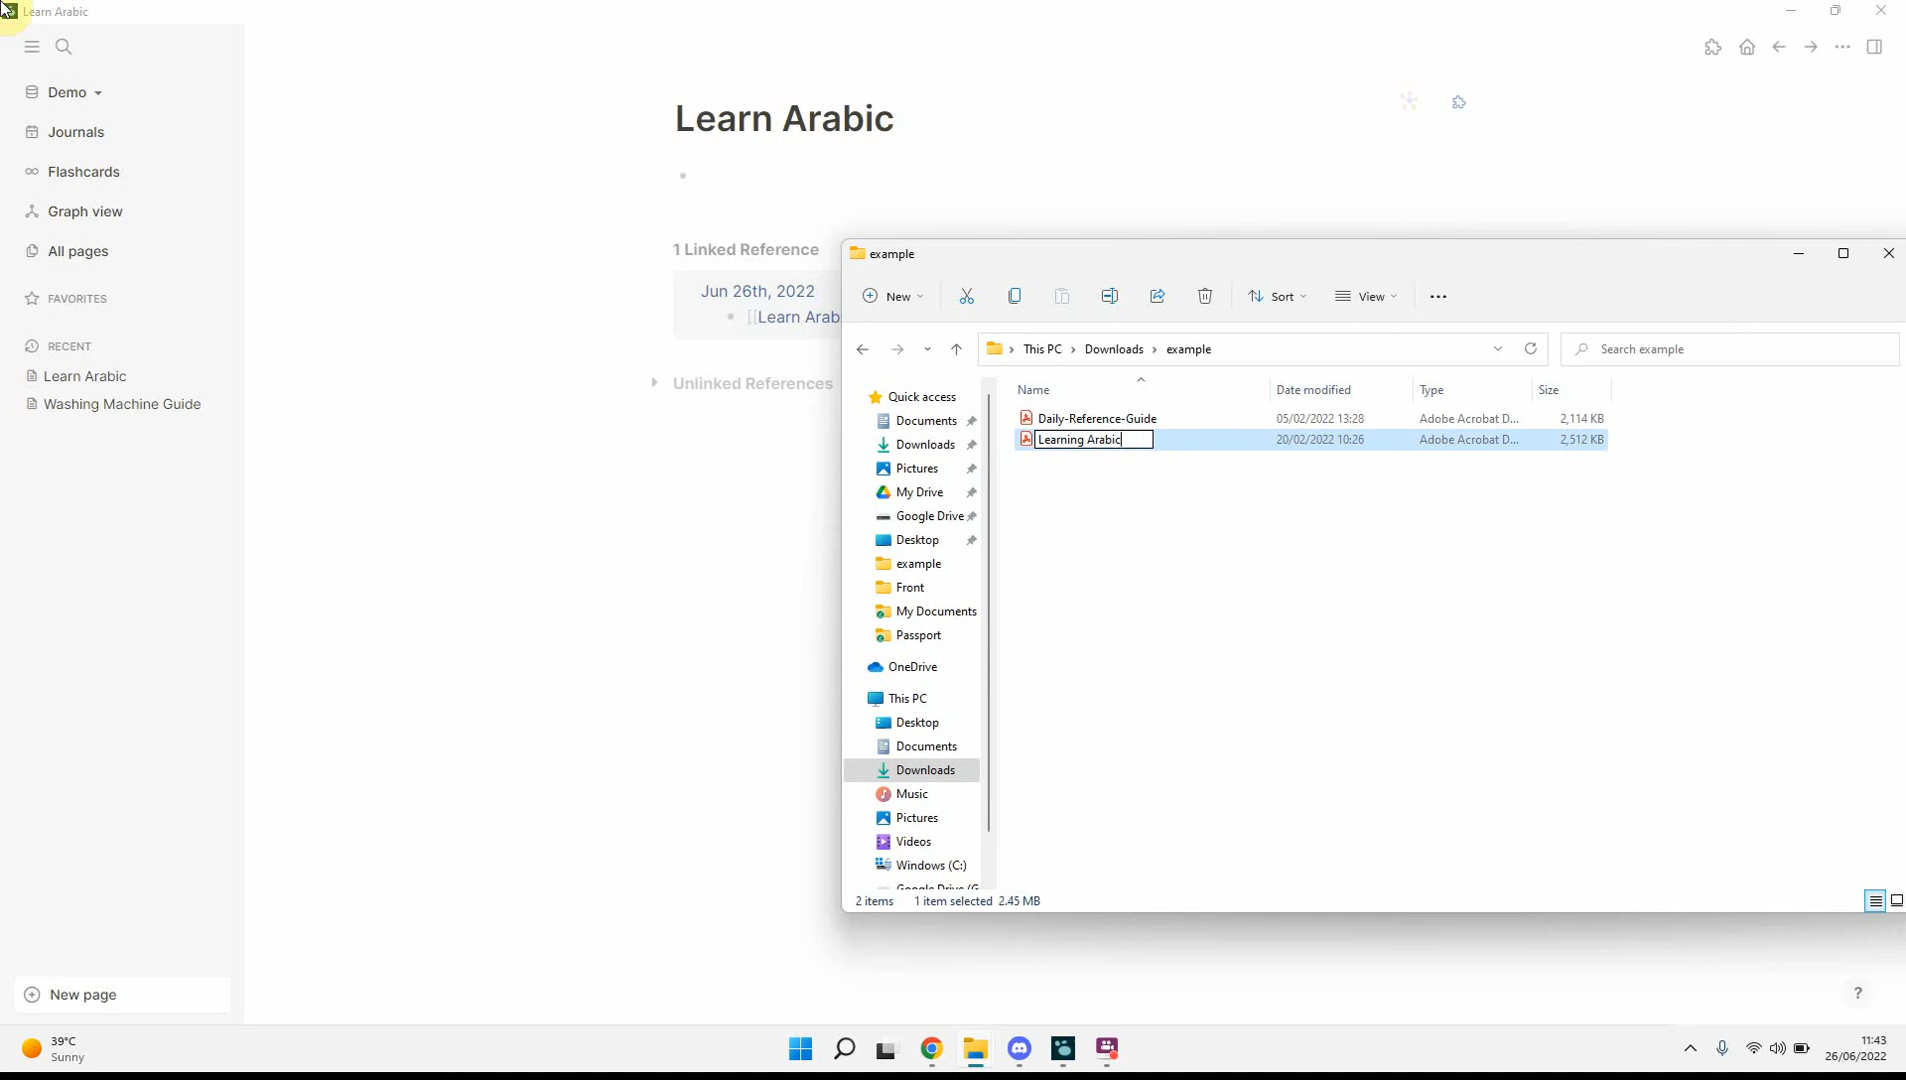 Learn Arabic
Demo
Journals
Flashcards
Graph view
All pages
FAVORITES
RECENT
Learn Arabic
Washing Machine Guide
New page
Learn Arabic
1 Linked Reference
Jun 26th, 2022
[[Learn Arab
Unlinked References
example
New
Sort
View
This PC
Downloads
example
Search example
Name
Date modified
Type
Size
Daily-Reference-Guide
05/02/2022 13:28
Adobe Acrobat D...
2,114 KB
Learning Arabic
20/02/2022 10:26
Adobe Acrobat D...
2,512 KB
Quick access
Documents
Downloads
Pictures
My Drive
Google Drive
Desktop
example
Front
My Documents
Passport
OneDrive
This PC
Desktop
Documents
Downloads
Music
Pictures
Videos
Windows (C:)
Google Drive (G
2 items
1 item selected 2.45 MB
?
39°C
Sunny
11:43
26/06/2022